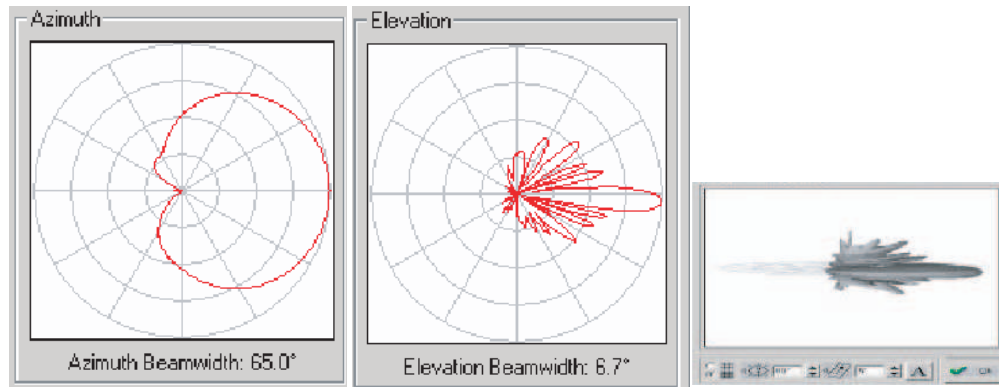 Azimuth
Elevation
Azimuth Beamwidth: 65.0°
Elevation Beamwidth: 6.7°
A